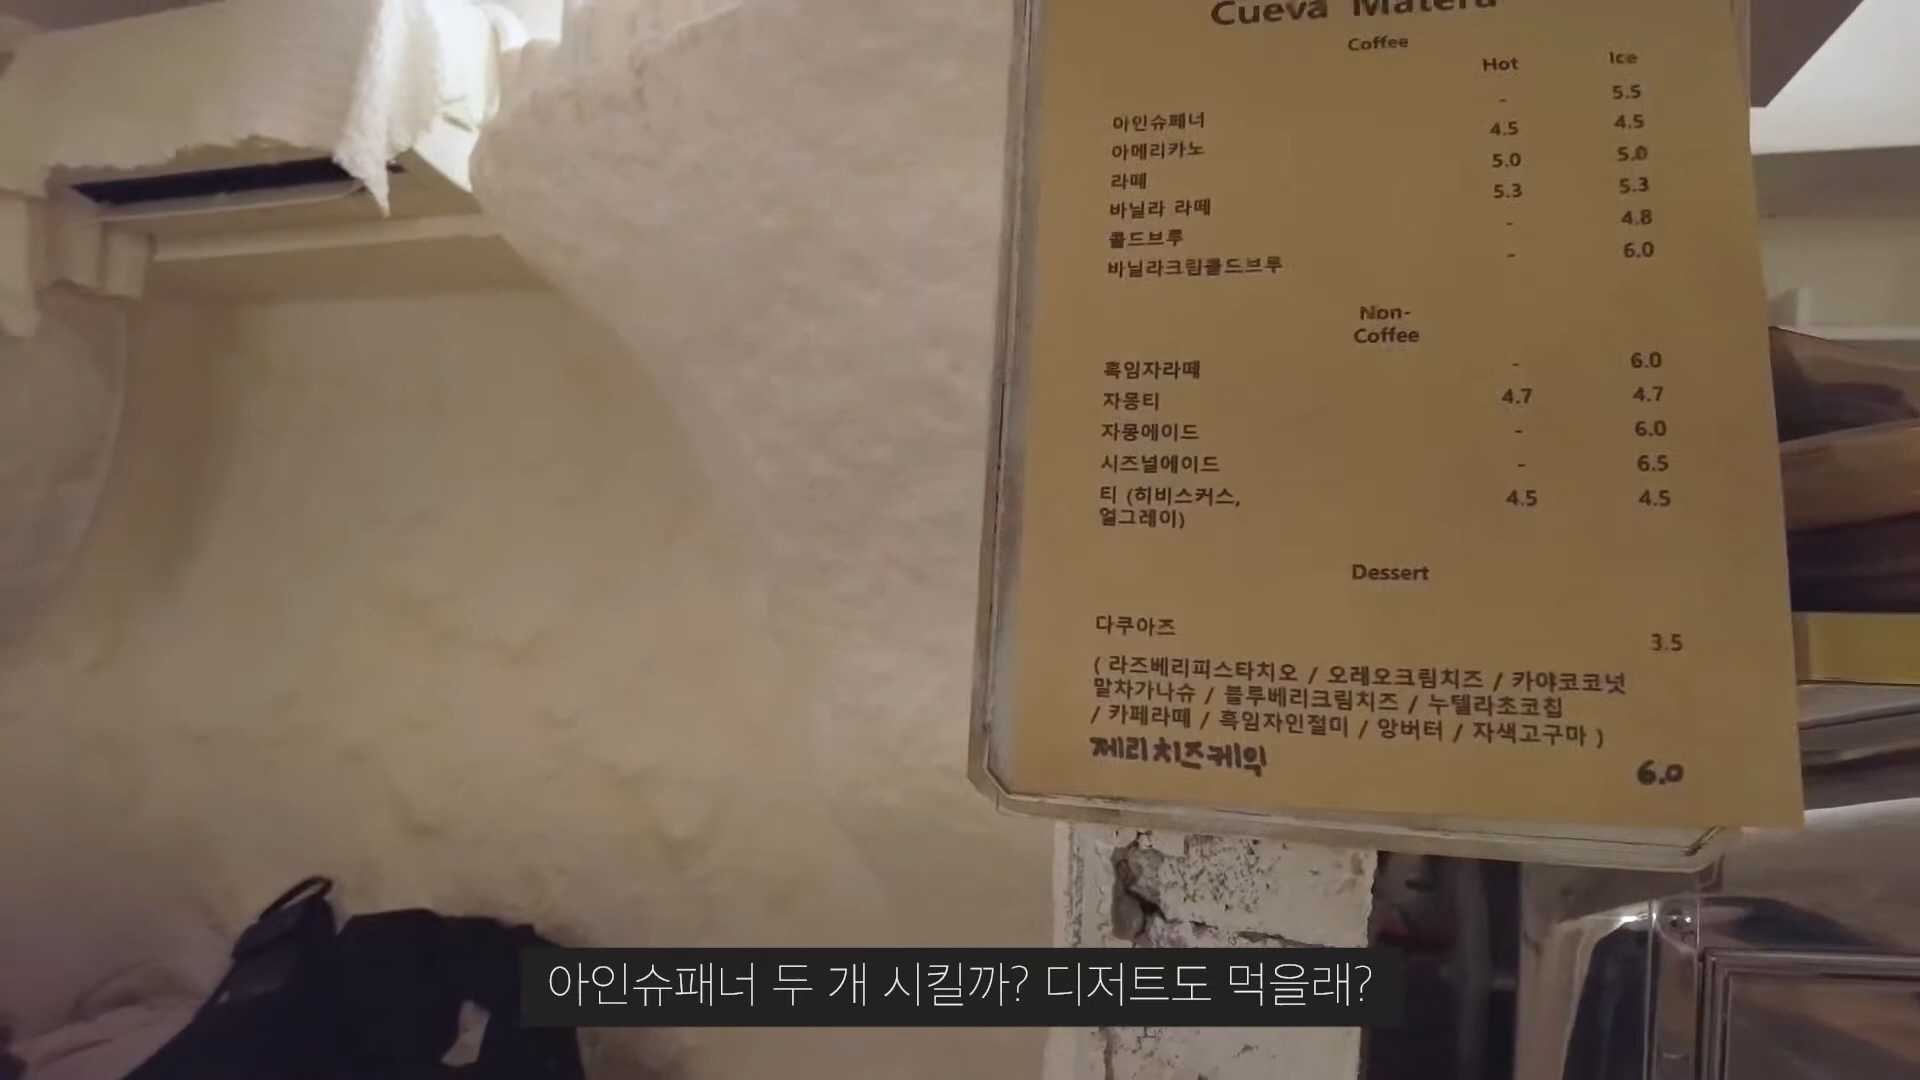 Cueva Matera
Coffee
Hot Ice
아인슈패너 - 5.5
아메리카노 4.5 4.5
라떼 5.0 5.0
바닐라 라떼 5.3 5.3
콜드브루 - 4.8
바닐라크림콜드브루 - 6.0
Non-
Coffee
흑임자라떼 - 6.0
자몽티 4.7 4.7
자몽에이드 - 6.0
시즈널에이드 - 6.5
티 (히비스커스, 4.5 4.5
얼그레이)
Dessert
다쿠아즈 3.5
( 라즈베리피스타치오 / 오레오크림치즈 / 카야코코넛
말차가나슈 / 블루베리크림치즈 / 누텔라초코칩
/ 카페라떼 / 흑임자인절미 / 앙버터 / 자색고구마 )
쩨리치즈케익 6.0
아인슈패너 두 개 시킬까? 디저트도 먹을래?